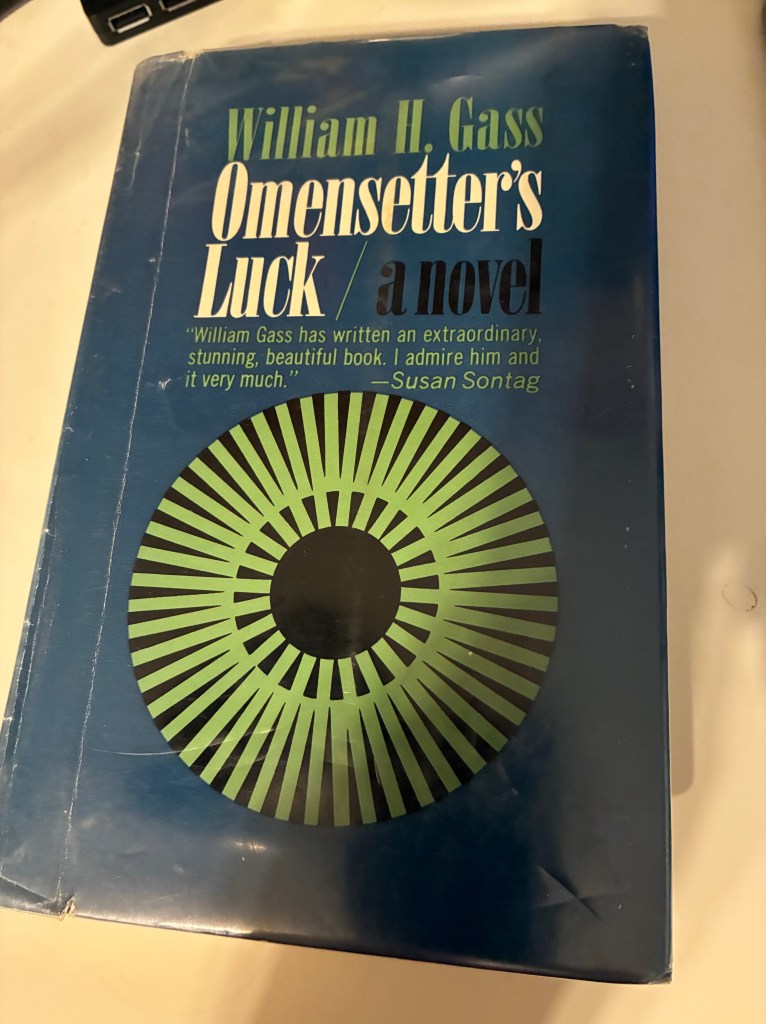 William H. Gass
Omensetter's
Luck / a novel
"William Gass has written an extraordinary,
stunning, beautiful book. I admire him and
it very much." —Susan Sontag